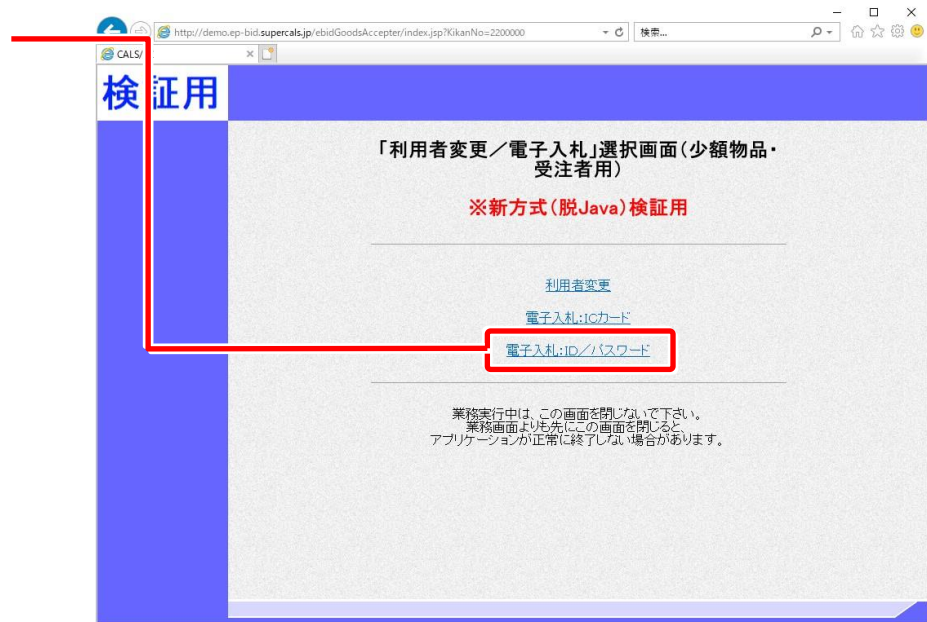 http://demo.ep-bid.supercals.jp/ebidGoodsAccepter/index.jsp?KikanNo=2200000
検索...
CALS/
検証用
「利用者変更／電子入札」選択画面(少額物品・
受注者用)
※新方式(脱Java)検証用
利用者変更
電子入札:ICカード
電子入札:ID／パスワード
業務実行中は、この画面を閉じないで下さい。
業務画面よりも先にこの画面を閉じると、
アプリケーションが正常に終了しない場合があります。